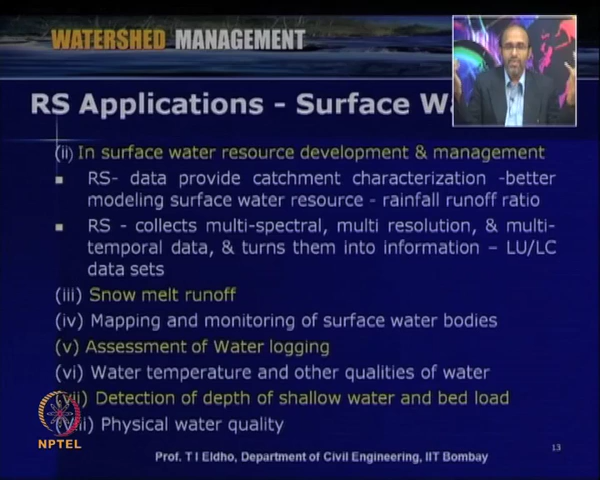 WATERSHED MANAGEMENT
RS Applications - Surface Wa
(ii) In surface water resource development & management
▪ RS- data provide catchment characterization -better
modeling surface water resource - rainfall runoff ratio
▪ RS - collects multi-spectral, multi resolution, & multi-
temporal data, & turns them into information – LU/LC
data sets
(iii) Snow melt runoff
(iv) Mapping and monitoring of surface water bodies
(v) Assessment of Water logging
(vi) Water temperature and other qualities of water
(vii) Detection of depth of shallow water and bed load
(viii) Physical water quality
NPTEL
13
Prof. T I Eldho, Department of Civil Engineering, IIT Bombay